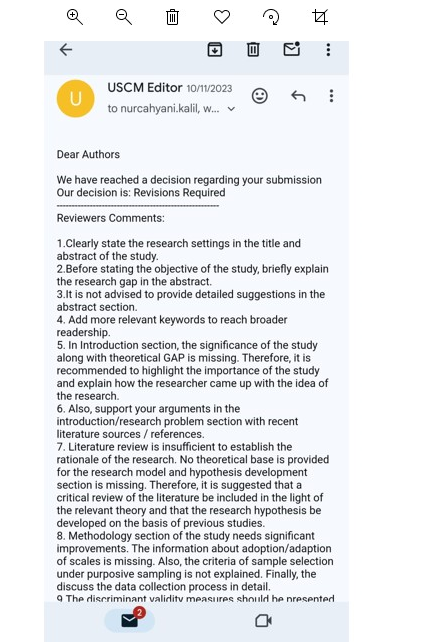 USCM Editor 10/11/2023
U
to nurcahyani.kalil, w...
Dear Authors
We have reached a decision regarding your submission
Our decision is: Revisions Required
------------------------------------------------------
Reviewers Comments:
1.Clearly state the research settings in the title and
abstract of the study.
2.Before stating the objective of the study, briefly explain
the research gap in the abstract.
3.It is not advised to provide detailed suggestions in the
abstract section.
4. Add more relevant keywords to reach broader
readership.
5. In Introduction section, the significance of the study
along with theoretical GAP is missing. Therefore, it is
recommended to highlight the importance of the study
and explain how the researcher came up with the idea of
the research.
6. Also, support your arguments in the
introduction/research problem section with recent
literature sources / references.
7. Literature review is insufficient to establish the
rationale of the research. No theoretical base is provided
for the research model and hypothesis development
section is missing. Therefore, it is suggested that a
critical review of the literature be included in the light of
the relevant theory and that the research hypothesis be
developed on the basis of previous studies.
8. Methodology section of the study needs significant
improvements. The information about adoption/adaption
of scales is missing. Also, the criteria of sample selection
under purposive sampling is not explained. Finally, the
discuss the data collection process in detail.
9 The discriminant validity measures should be presented
2